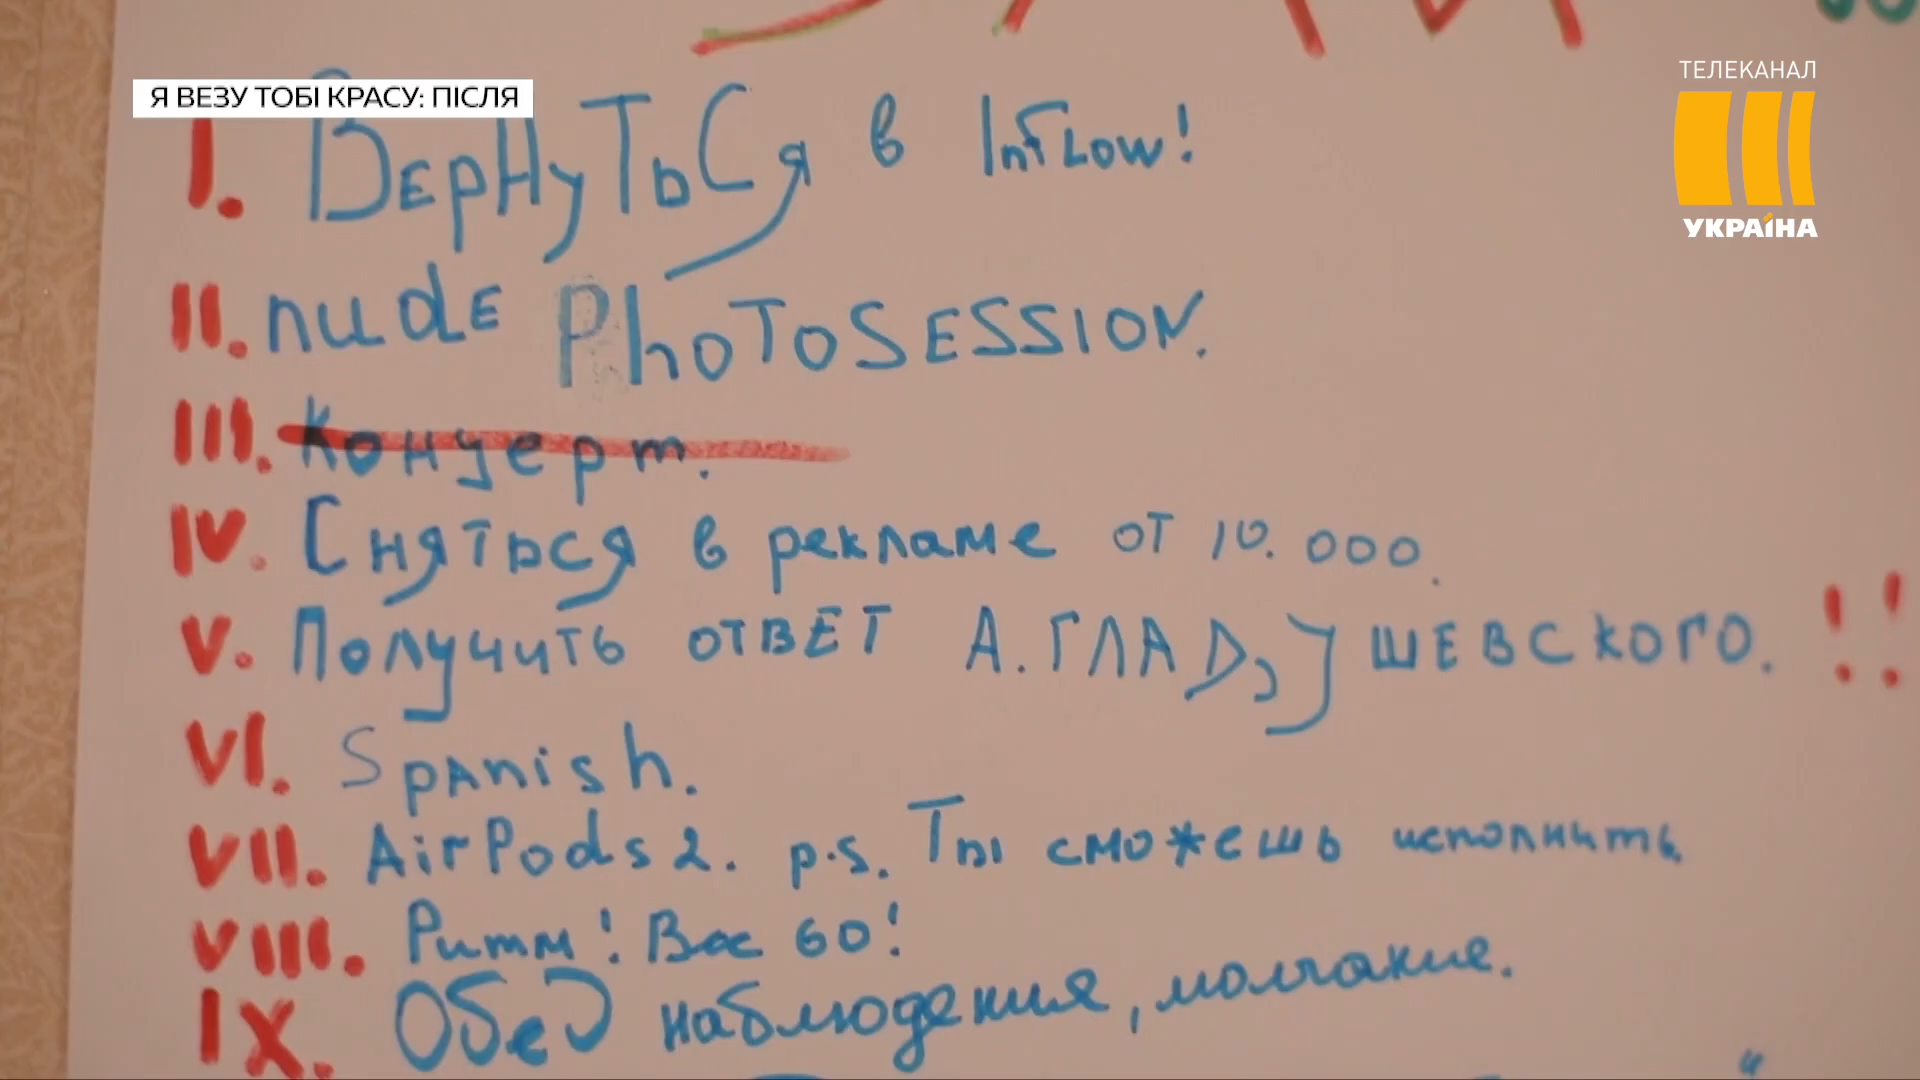 ТЕЛЕКАНАЛ
УКРАЇНА
Я ВЕЗУ ТОБІ КРАСУ: ПІСЛЯ
I. ВерНуТЬСя в InfLow!
II. nudE PhoToSESSION.
III. Концерт.
IV. Сняться в рекламе от 10.000.
V. Получить ответ А.ГЛАДУШЕВСКОГО. !!
VI. SpAnish.
VII. AirPods 2. p.s. Ты сможешь исполнить.
VIII. Ритм! Вес 60!
IX. Обед наблюдения, молчание.